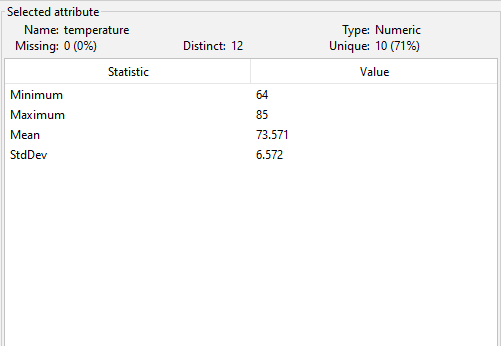 Selected attribute
Name: temperature Type: Numeric
Missing: 0 (0%) Distinct: 12 Unique: 10 (71%)
Statistic Value
Minimum 64
Maximum 85
Mean 73.571
StdDev 6.572